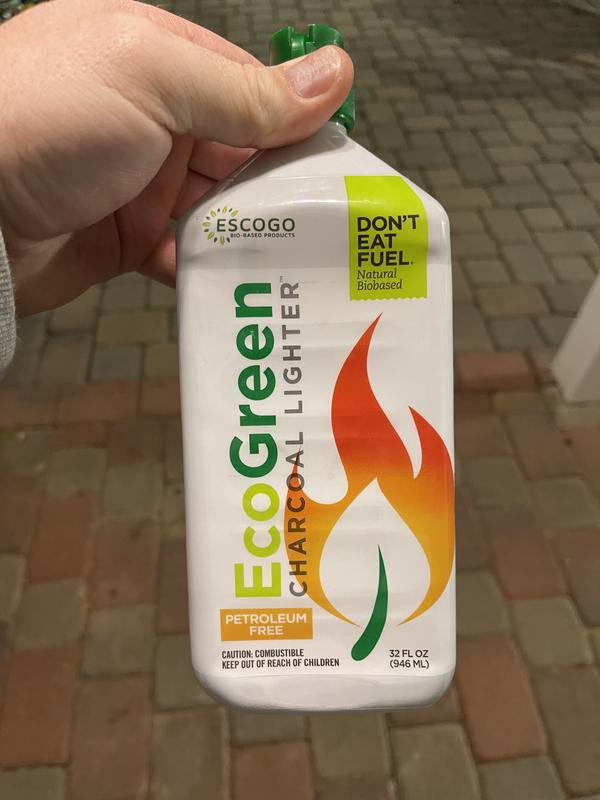 ESCOGO
BIO-BASED PRODUCTS
DON'T
EAT
FUEL.
Natural
Biobased
EcoGreen
CHARCOAL LIGHTER™
PETROLEUM
FREE
CAUTION: COMBUSTIBLE
KEEP OUT OF REACH OF CHILDREN
32 FL OZ
(946 ML)